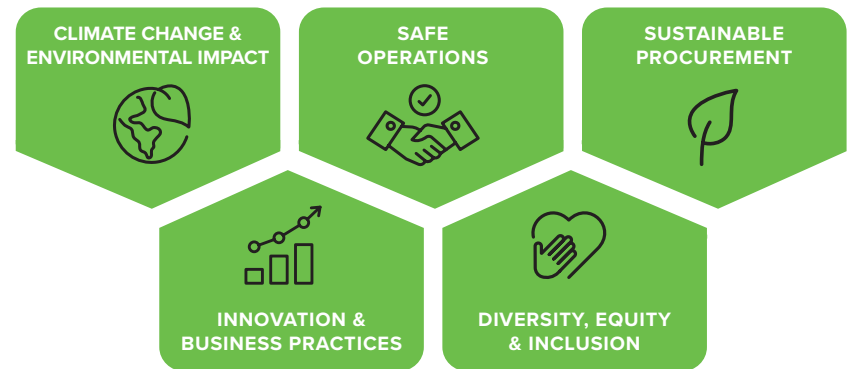 CLIMATE CHANGE &
ENVIRONMENTAL IMPACT
SAFE
OPERATIONS
SUSTAINABLE
PROCUREMENT
INNOVATION &
BUSINESS PRACTICES
DIVERSITY, EQUITY
& INCLUSION